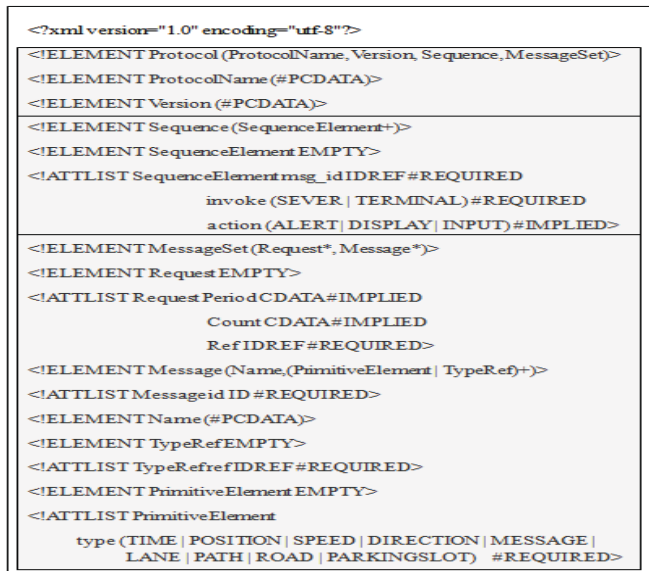 <?xml version="1.0" encoding="utf-8"?>
<!ELEMENT Protocol (ProtocolName, Version, Sequence, MessageSet)>
<!ELEMENT ProtocolName (#PCDATA)>
<!ELEMENT Version (#PCDATA)>
<!ELEMENT Sequence (SequenceElement+)>
<!ELEMENT SequenceElement EMPTY>
<!ATTLIST SequenceElement msg_id IDREF #REQUIRED
invoke (SEVER | TERMINAL) #REQUIRED
action (ALERT | DISPLAY | INPUT) #IMPLIED>
<!ELEMENT MessageSet (Request*, Message*)>
<!ELEMENT Request EMPTY>
<!ATTLIST Request Period CDATA #IMPLIED
Count CDATA #IMPLIED
Ref IDREF #REQUIRED>
<!ELEMENT Message (Name,(PrimitiveElement | TypeRef)+)>
<!ATTLIST Message id ID #REQUIRED>
<!ELEMENT Name (#PCDATA)>
<!ELEMENT TypeRef EMPTY>
<!ATTLIST TypeRef ref IDREF #REQUIRED>
<!ELEMENT PrimitiveElement EMPTY>
<!ATTLIST PrimitiveElement
type (TIME | POSITION | SPEED | DIRECTION | MESSAGE |
LANE | PATH | ROAD | PARKINGSLOT) #REQUIRED>